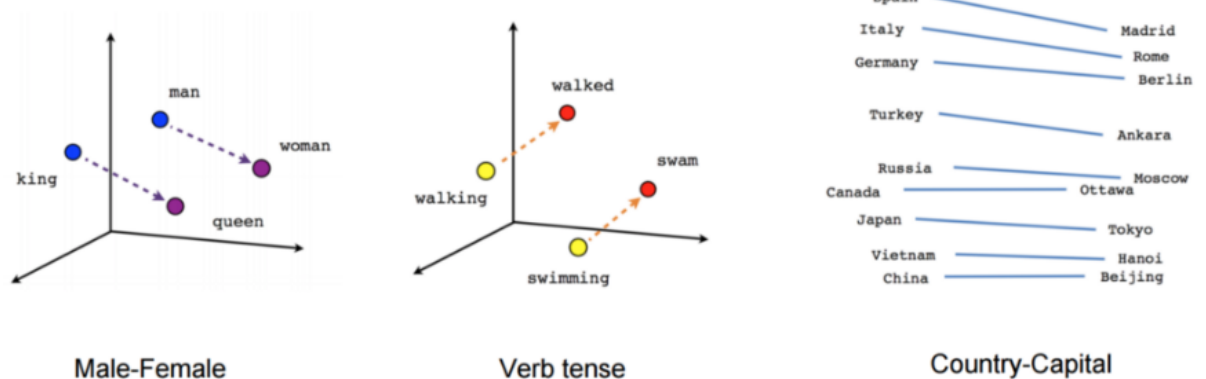 man
woman
king
queen
Male-Female
walked
swam
walking
swimming
Verb tense
Spain
Madrid
Italy
Rome
Germany
Berlin
Turkey
Ankara
Russia
Moscow
Canada
Ottawa
Japan
Tokyo
Vietnam
Hanoi
China
Beijing
Country-Capital